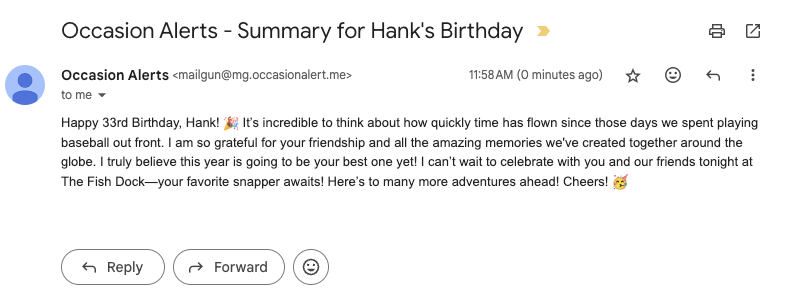 Occasion Alerts - Summary for Hank's Birthday
Occasion Alerts <mailgun@mg.occasionalert.me>
11:58 AM (0 minutes ago)
to me
Happy 33rd Birthday, Hank! 🎉 It’s incredible to think about how quickly time has flown since those days we spent playing
baseball out front. I am so grateful for your friendship and all the amazing memories we've created together around the
globe. I truly believe this year is going to be your best one yet! I can’t wait to celebrate with you and our friends tonight at
The Fish Dock—your favorite snapper awaits! Here’s to many more adventures ahead! Cheers! 🥳
Reply
Forward